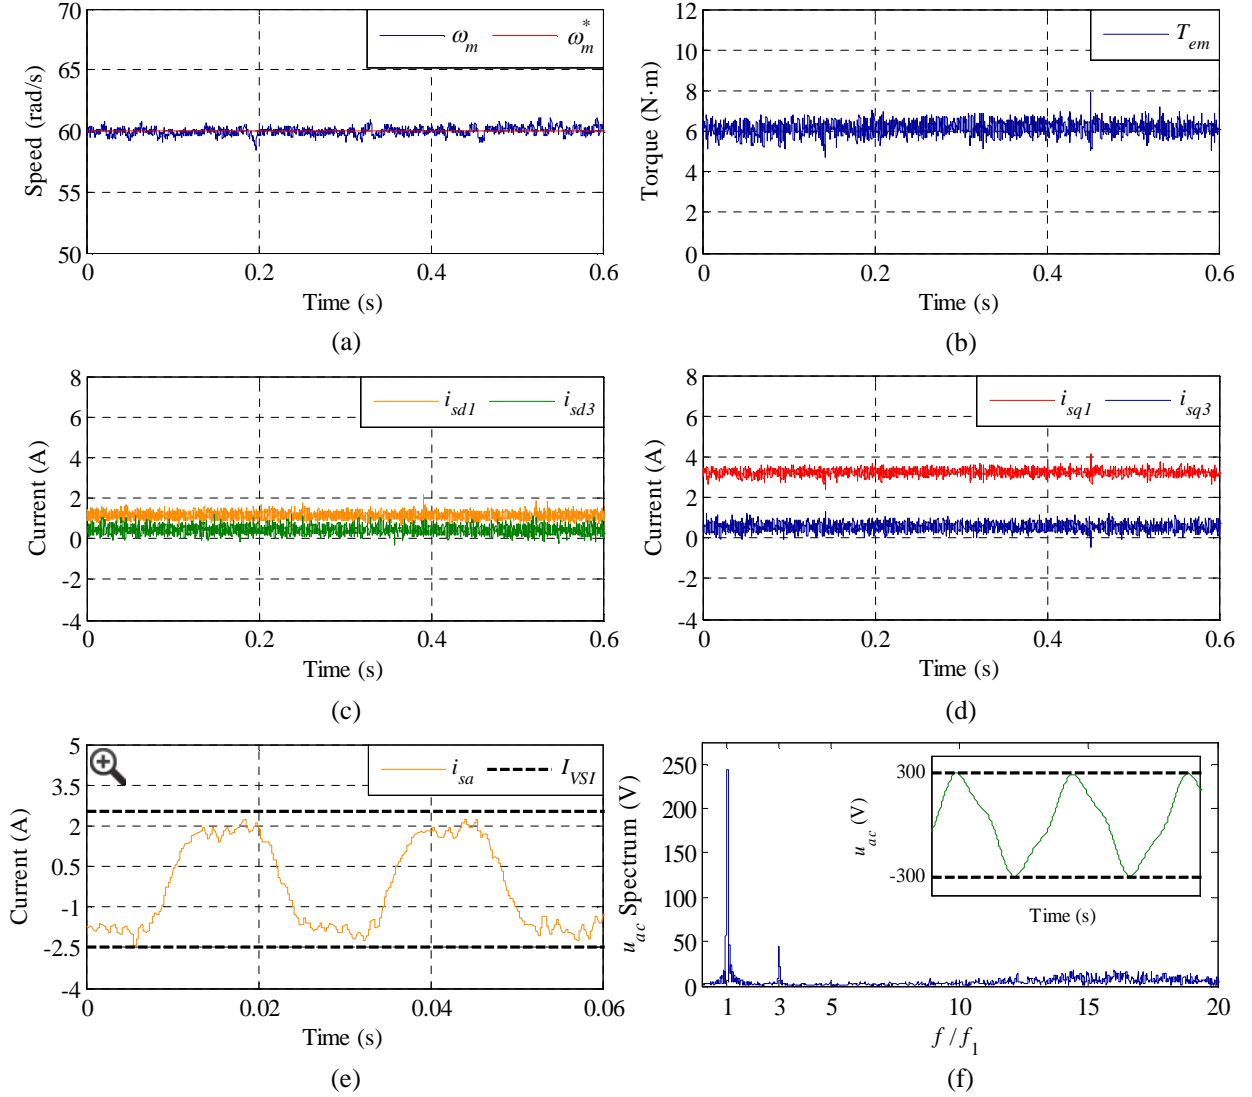 70
65
60
55
50
Speed (rad/s)
ω_m ω_m^*
0 0.2 0.4 0.6
Time (s)
(a)
12
10
8
6
4
2
0
Torque (N·m)
T_em
0 0.2 0.4 0.6
Time (s)
(b)
8
6
4
2
0
-2
-4
Current (A)
i_sd1 i_sd3
0 0.2 0.4 0.6
Time (s)
(c)
8
6
4
2
0
-2
-4
Current (A)
i_sq1 i_sq3
0 0.2 0.4 0.6
Time (s)
(d)
5
3.5
2
0.5
-1
-2.5
-4
Current (A)
i_sa I_VSI
0 0.02 0.04 0.06
Time (s)
(e)
250
200
150
100
50
0
u_ac Spectrum (V)
300
-300
u_ac (V)
Time (s)
1 3 5 10 15 20
f / f_1
(f)